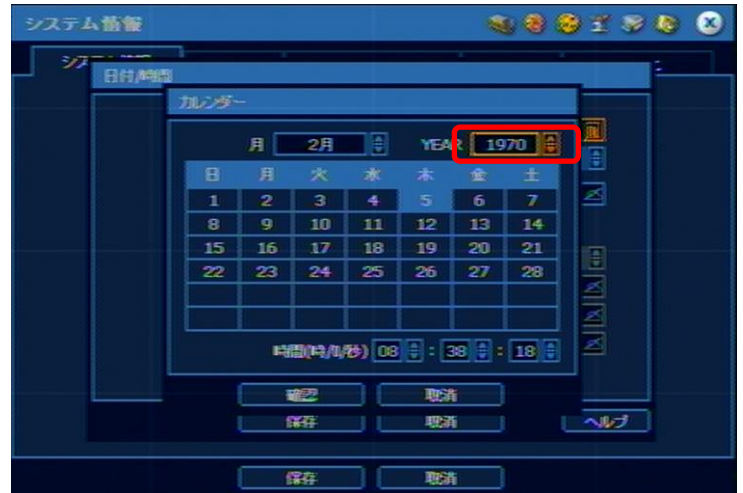 システム情報
日付/時間
カレンダー
月 2月 YEAR 1970
日 月 火 水 木 金 土
1 2 3 4 5 6 7
8 9 10 11 12 13 14
15 16 17 18 19 20 21
22 23 24 25 26 27 28
時間(時/分/秒) 08 : 38 : 18
確認 取消
保存 取消 ヘルプ
保存 取消